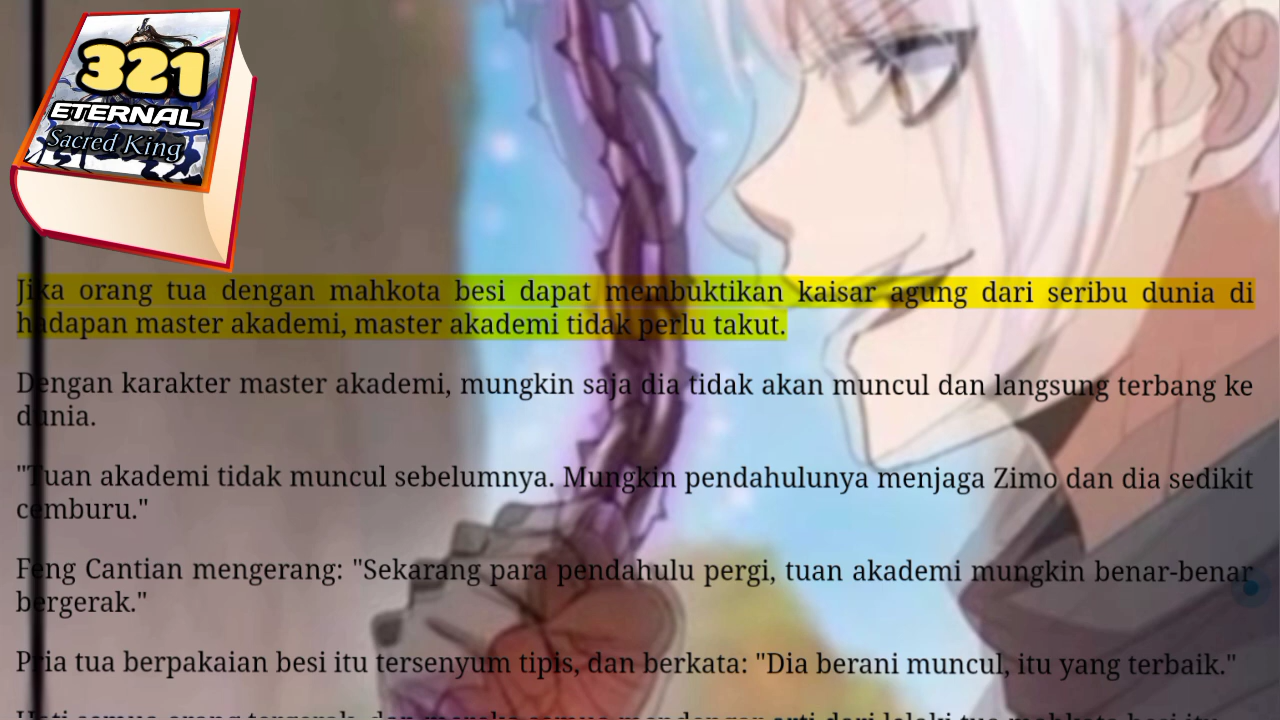 321
ETERNAL
Sacred King
Jika orang tua dengan mahkota besi dapat membuktikan kaisar agung dari seribu dunia di
hadapan master akademi, master akademi tidak perlu takut.
Dengan karakter master akademi, mungkin saja dia tidak akan muncul dan langsung terbang ke
dunia.
"Tuan akademi tidak muncul sebelumnya. Mungkin pendahulunya menjaga Zimo dan dia sedikit
cemburu."
Feng Cantian mengerang: "Sekarang para pendahulu pergi, tuan akademi mungkin benar-benar
bergerak."
Pria tua berpakaian besi itu tersenyum tipis, dan berkata: "Dia berani muncul, itu yang terbaik."